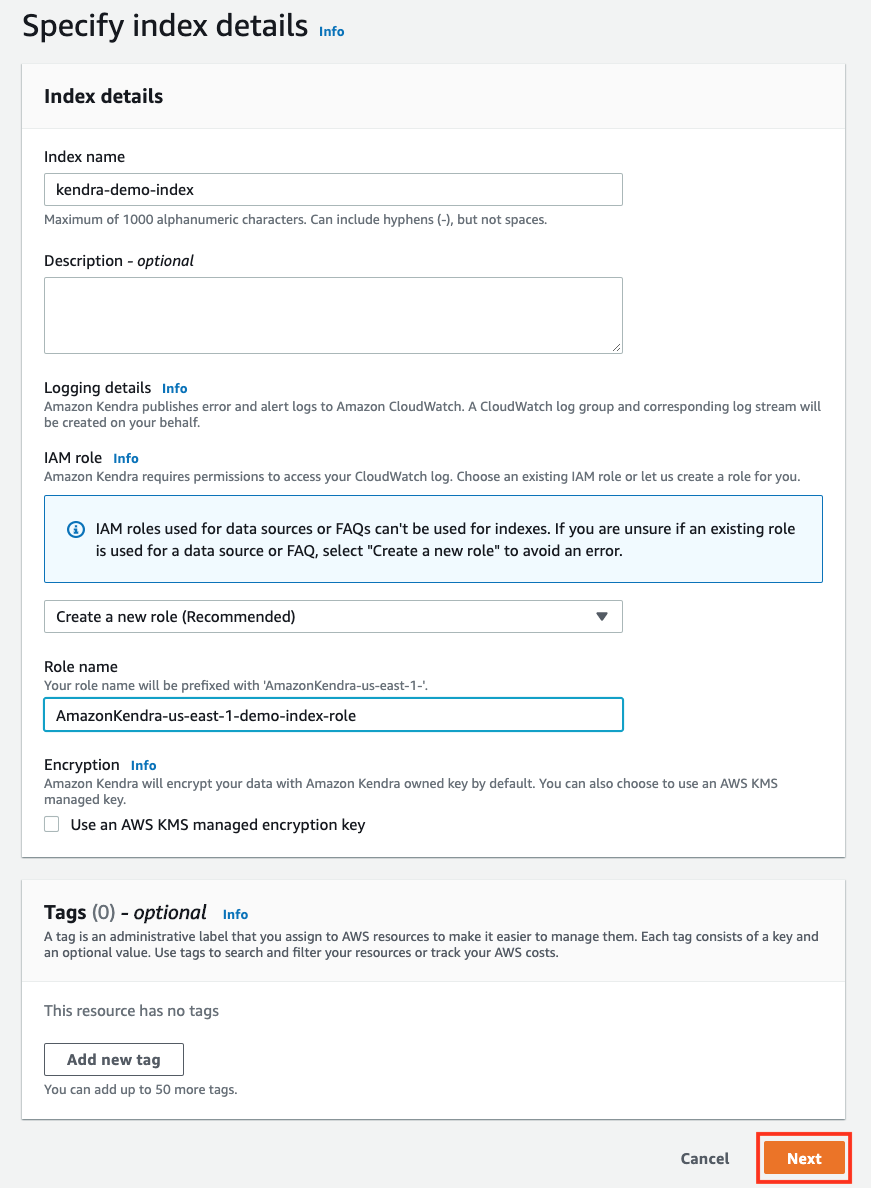 Specify index details Info
Index details
Index name
kendra-demo-index
Maximum of 1000 alphanumeric characters. Can include hyphens (-), but not spaces.
Description - optional
Logging details Info
Amazon Kendra publishes error and alert logs to Amazon CloudWatch. A CloudWatch log group and corresponding log stream will
be created on your behalf.
IAM role Info
Amazon Kendra requires permissions to access your CloudWatch log. Choose an existing IAM role or let us create a role for you.
IAM roles used for data sources or FAQs can't be used for indexes. If you are unsure if an existing role
is used for a data source or FAQ, select "Create a new role" to avoid an error.
Create a new role (Recommended)
Role name
Your role name will be prefixed with 'AmazonKendra-us-east-1-'.
AmazonKendra-us-east-1-demo-index-role
Encryption Info
Amazon Kendra will encrypt your data with Amazon Kendra owned key by default. You can also choose to use an AWS KMS
managed key.
Use an AWS KMS managed encryption key
Tags (0) - optional Info
A tag is an administrative label that you assign to AWS resources to make it easier to manage them. Each tag consists of a key and
an optional value. Use tags to search and filter your resources or track your AWS costs.
This resource has no tags
Add new tag
You can add up to 50 more tags.
Cancel Next